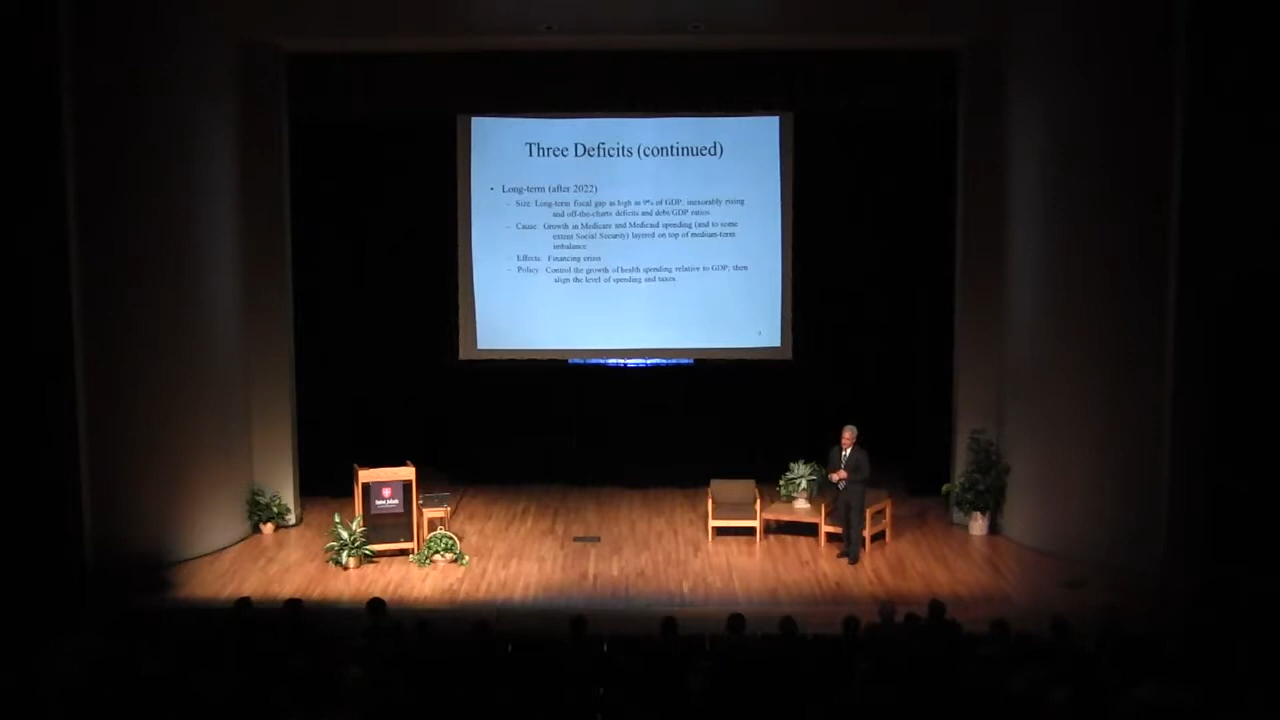 Three Deficits (continued)
• Long-term (after 2022)
– Size: Long-term fiscal gap as high as 9% of GDP; inexorably rising
and off-the-charts deficits and debt/GDP ratios.
– Cause: Growth in Medicare and Medicaid spending (and to some
extent Social Security) layered on top of medium-term
imbalance
– Effects: Financing crisis
– Policy: Control the growth of health spending relative to GDP; then
align the level of spending and taxes.
Saint John's